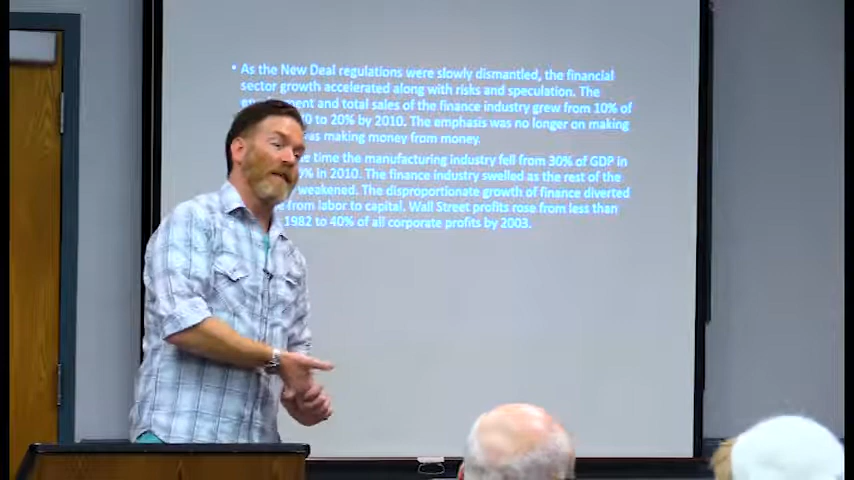 • As the New Deal regulations were slowly dismantled, the financial
sector growth accelerated along with risks and speculation. The
and total sales of the finance industry grew from 10% of
0 to 20% by 2010. The emphasis was no longer on making
as making money from money.
e time the manufacturing industry fell from 30% of GDP in
% in 2010. The finance industry swelled as the rest of the
weakened. The disproportionate growth of finance diverted
from labor to capital. Wall Street profits rose from less than
1982 to 40% of all corporate profits by 2003.